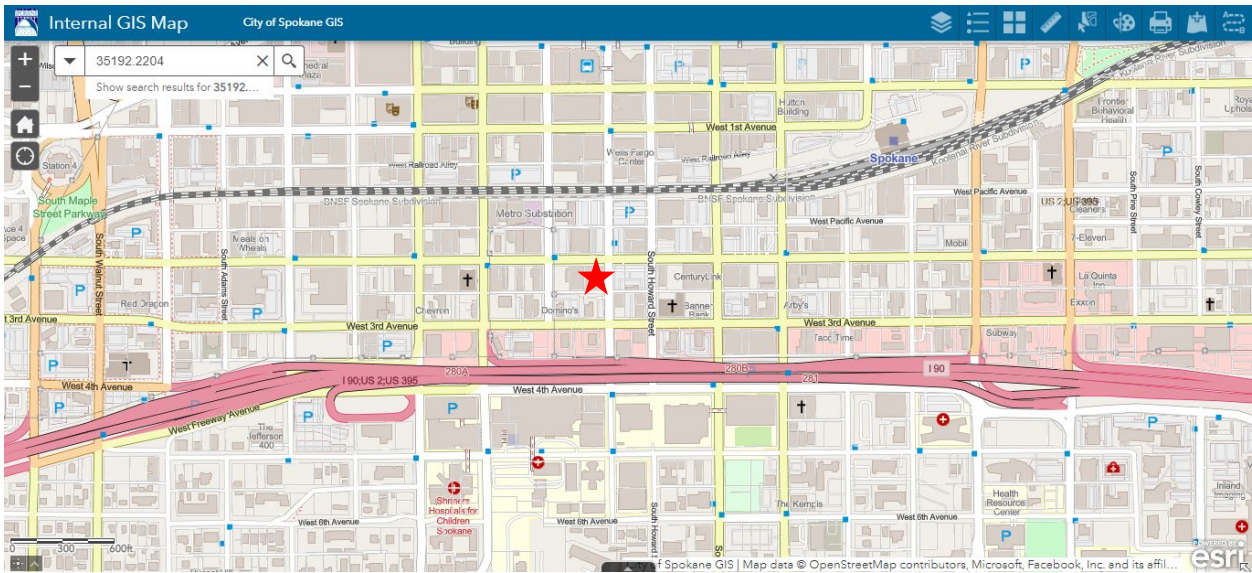 Internal GIS Map
City of Spokane GIS
35192.2204
Show search results for 35192....
Building
Hutton
Building
Frontier
Behavioral
Health
Kootenai River Subdivision
West 1st Avenue
Wells Fargo
Center
West Railroad Alley
West Railroad Alley
Spokane
Kootenai River Subdivision
Station 4
South Maple
Street Parkway
BNSF Spokane Subdivision
BNSF Spokane Subdivision
Metro Substation
West Pacific Avenue
West Pacific Avenue
US 2;US 395
Cleaners
South Pine Street
South Cowley Street
Meals on
Wheels
Mobil
7-Eleven
South Walnut Street
South Adams Street
South Howard Street
CenturyLink
La Quinta
Inn
Red Dragon
Chevron
Domino's
Banner
Bank
Arby's
Exxon
West 3rd Avenue
West 3rd Avenue
Taco Time
Subway
280A
280B
281
I 90
I 90;US 2;US 395
West 4th Avenue
West 4th Avenue
West Freeway Avenue
The
Jefferson
400
Shriners
Hospitals for
Children
Spokane
The Kempis
Health
Resource
Center
Inland
Imaging
West 6th Avenue
West 6th Avenue
West 6th Avenue
South Howard S
0 300 600ft
City of Spokane GIS | Map data © OpenStreetMap contributors, Microsoft, Facebook, Inc. and its affil...
POWERED BY
esri